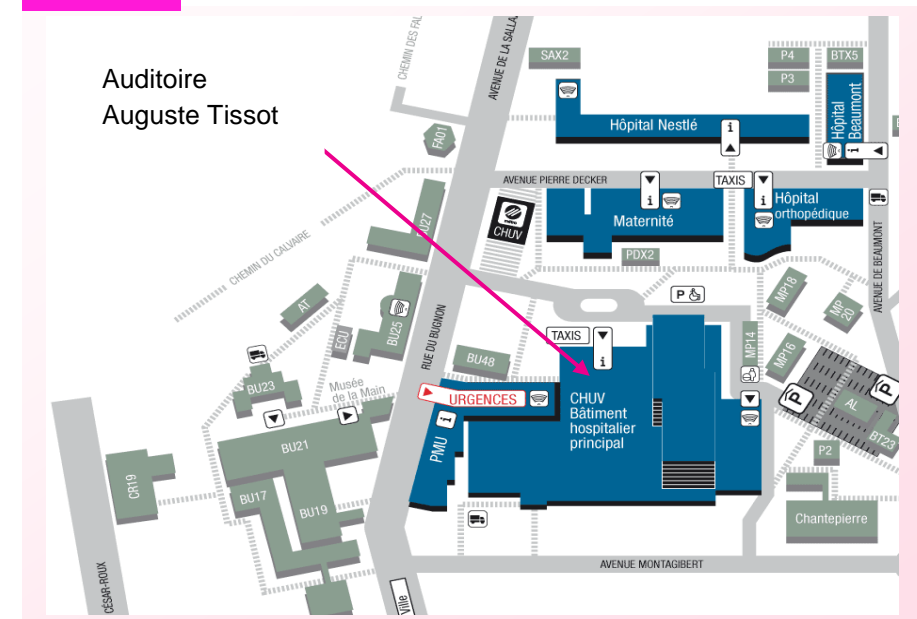 Auditoire
Auguste Tissot
CHEMIN DES FAL
AVENUE DE LA SALLA
SAX2
P4
BTX5
P3
Hôpital Nestlé
i
Hôpital
Beaumont
i
FA01
AVENUE PIERRE DECKER
TAXIS
i
i
Maternité
Hôpital
orthopédique
BU27
métro
CHUV
CHEMIN DU CALVAIRE
PDX2
AVENUE DE BEAUMONT
P
MP18
MP
20
AT
BU25
ECU
RUE DU BUGNON
TAXIS
i
MP14
MP16
BU48
BU23
Musée
de la Main
URGENCES
i
PMU
CHUV
Bâtiment
hospitalier
principal
P
P
AL
BT23
P2
BU21
CR19
BU17
BU19
Chantepierre
AVENUE MONTAGIBERT
CÉSAR-ROUX
Ville